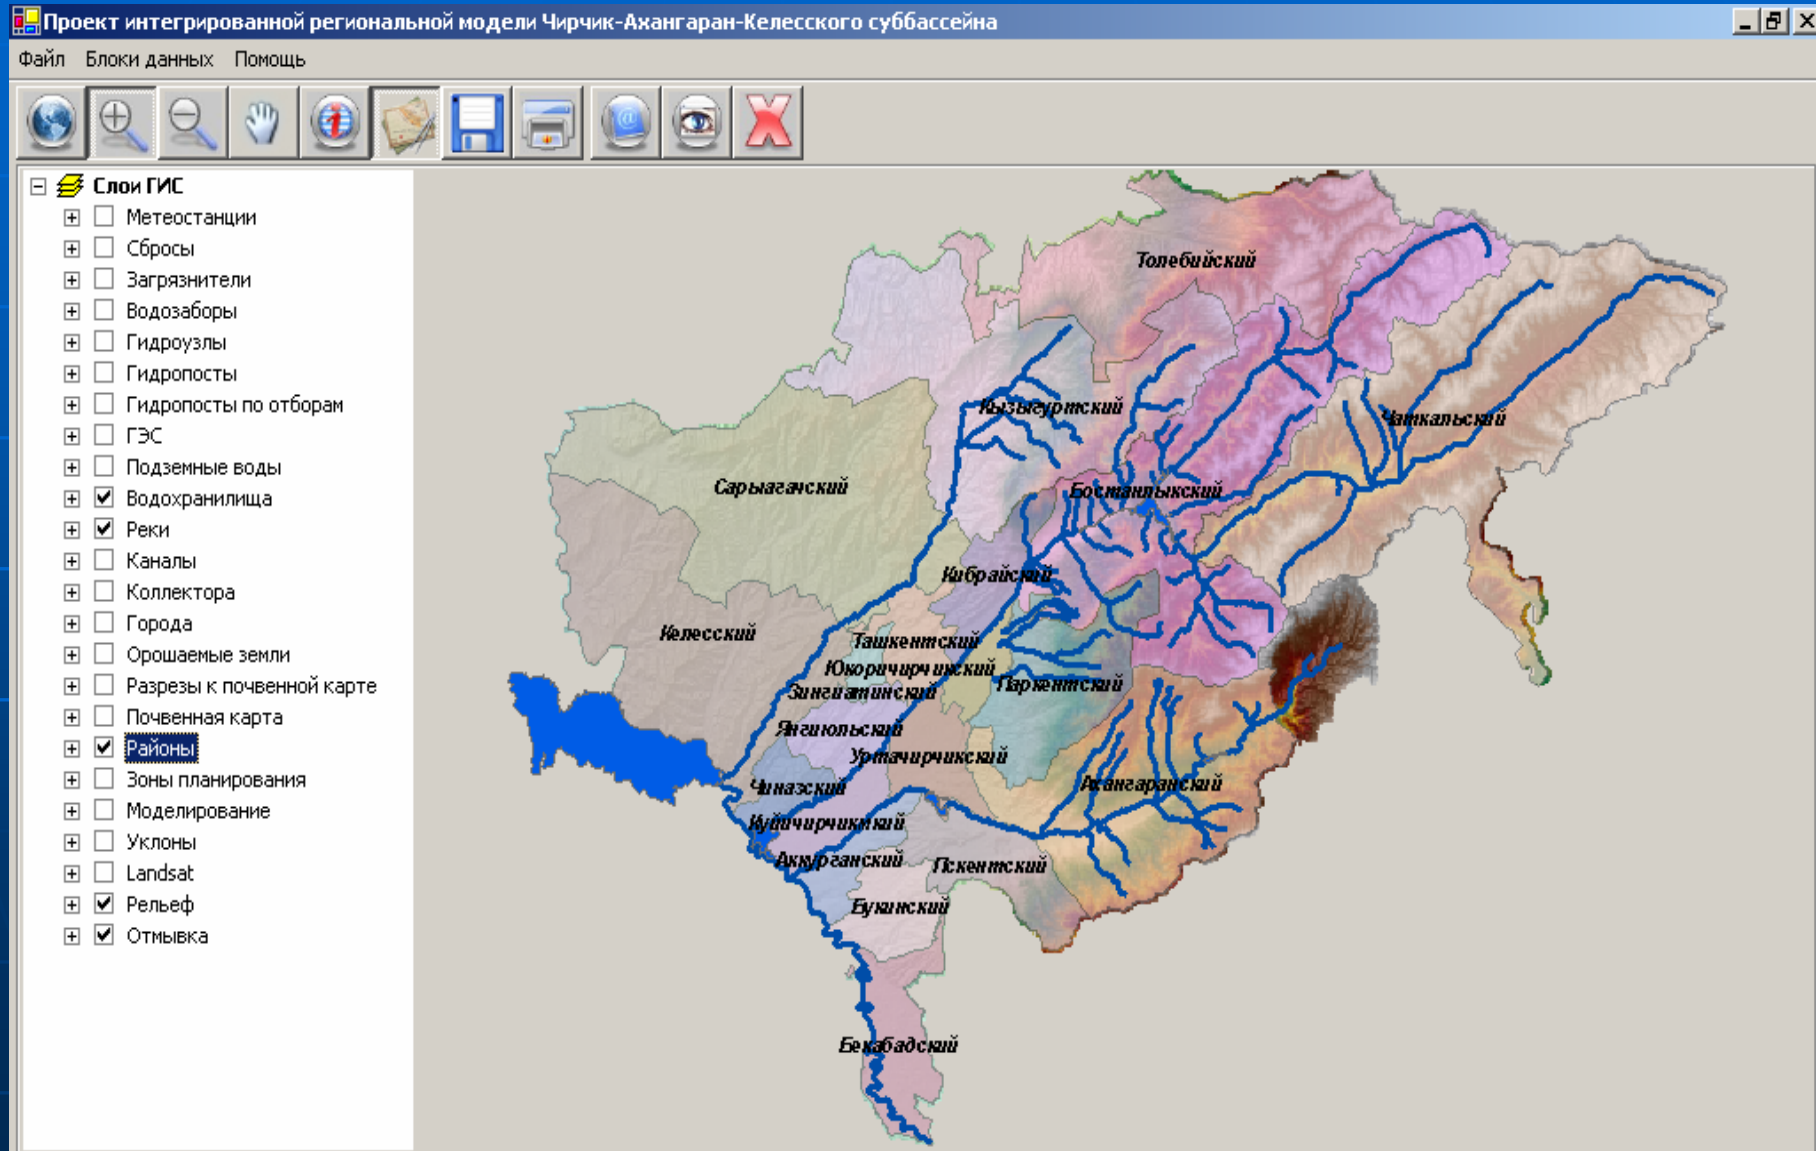 Проект интегрированной региональной модели Чирчик-Ахангаран-Келесского суббассейна
Файл Блоки данных Помощь
Слои ГИС
Метеостанции
Сбросы
Загрязнители
Водозаборы
Гидроузлы
Гидропосты
Гидропосты по отборам
ГЭС
Подземные воды
Водохранилища
Реки
Каналы
Коллектора
Города
Орошаемые земли
Разрезы к почвенной карте
Почвенная карта
Районы
Зоны планирования
Моделирование
Уклоны
Landsat
Рельеф
Отмывка
Толебийский
Кызыгуртский
Чаткальский
Сарыагачский
Бостанлыкский
Кибрайский
Келесский
Ташкентский
Юкоричирчикский
Зингиатинский
Паркентский
Янгиюльский
Уртачирчикский
Чиназский
Ахангаранский
Куйичирчикикий
Аккурганский
Пскентский
Букинский
Бекабадский